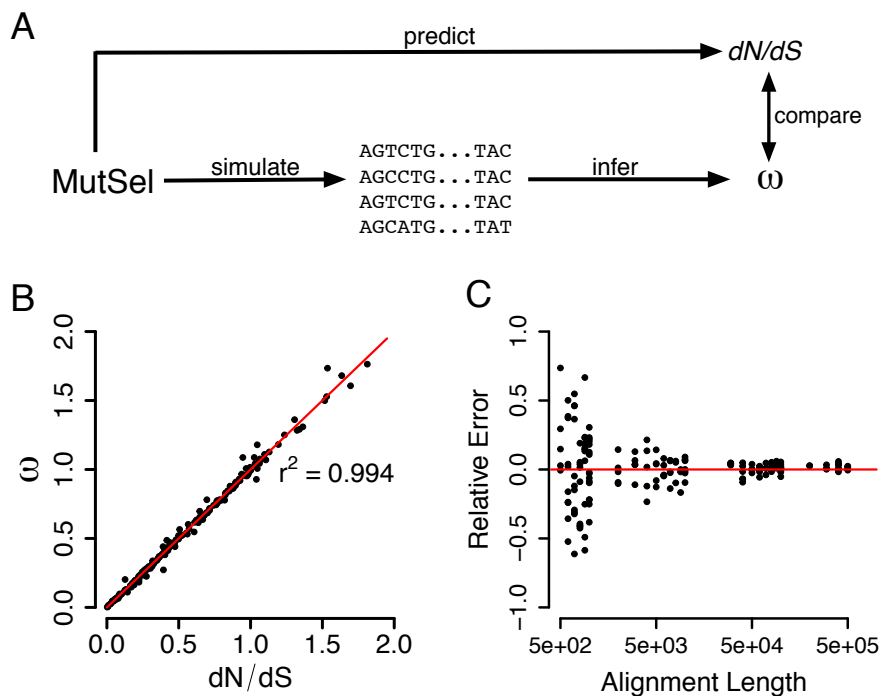 A
predict
dN/dS
compare
MutSel
simulate
AGTCTG...TAC
AGCCTG...TAC
AGTCTG...TAC
AGCATG...TAT
infer
ω
B
2.0
1.5
1.0
0.5
0.0
ω
r² = 0.994
0.0 0.5 1.0 1.5 2.0
dN/dS
C
1.0
0.5
0.0
−0.5
−1.0
Relative Error
5e+02 5e+03 5e+04 5e+05
Alignment Length